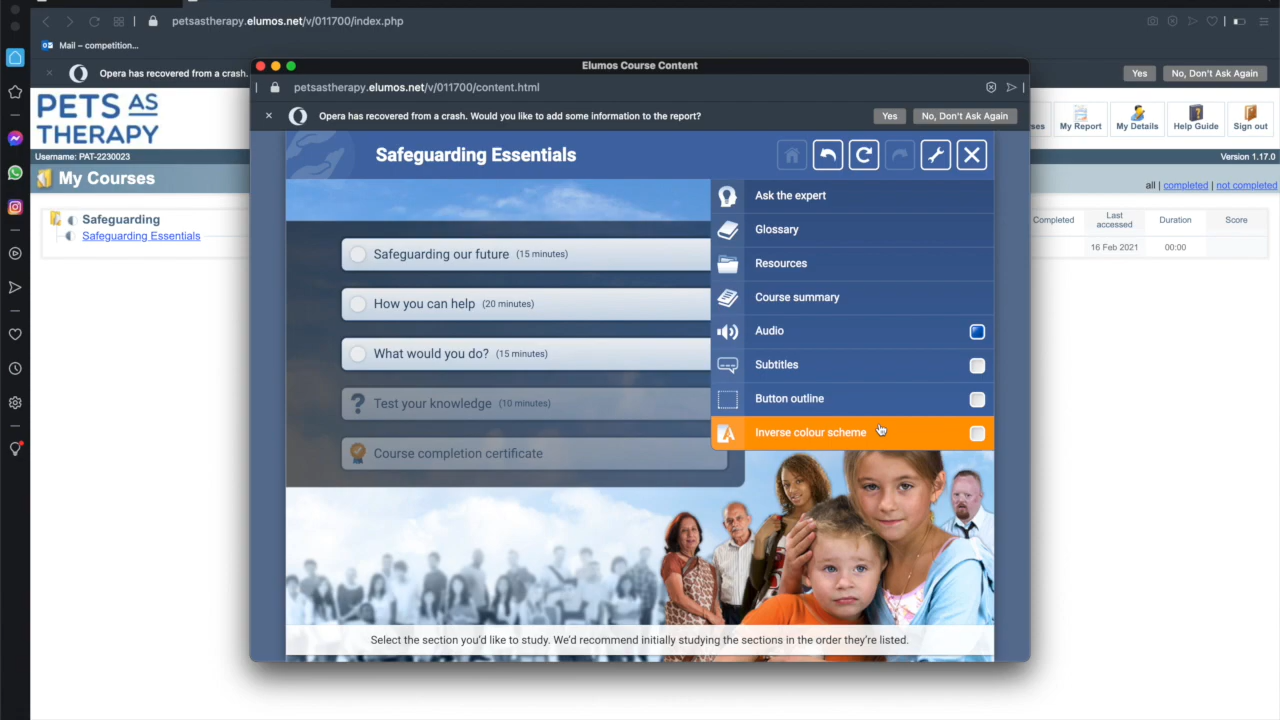 petsastherapy.elumos.net/v/011700/index.php
Mail – competition...
Opera has recovered from a crash.
Yes
No, Don't Ask Again
PETS AS
THERAPY
My Report
My Details
Help Guide
Sign out
Username: PAT-2230023
Version 1.17.0
My Courses
all | completed | not completed
Safeguarding
Safeguarding Essentials
Completed
Last accessed
Duration
Score
16 Feb 2021
00:00
Elumos Course Content
petsastherapy.elumos.net/v/011700/content.html
Opera has recovered from a crash. Would you like to add some information to the report?
Yes
No, Don't Ask Again
Safeguarding Essentials
Safeguarding our future (15 minutes)
How you can help (20 minutes)
What would you do? (15 minutes)
Test your knowledge (10 minutes)
Course completion certificate
Ask the expert
Glossary
Resources
Course summary
Audio
Subtitles
Button outline
Inverse colour scheme
Select the section you'd like to study. We'd recommend initially studying the sections in the order they're listed.